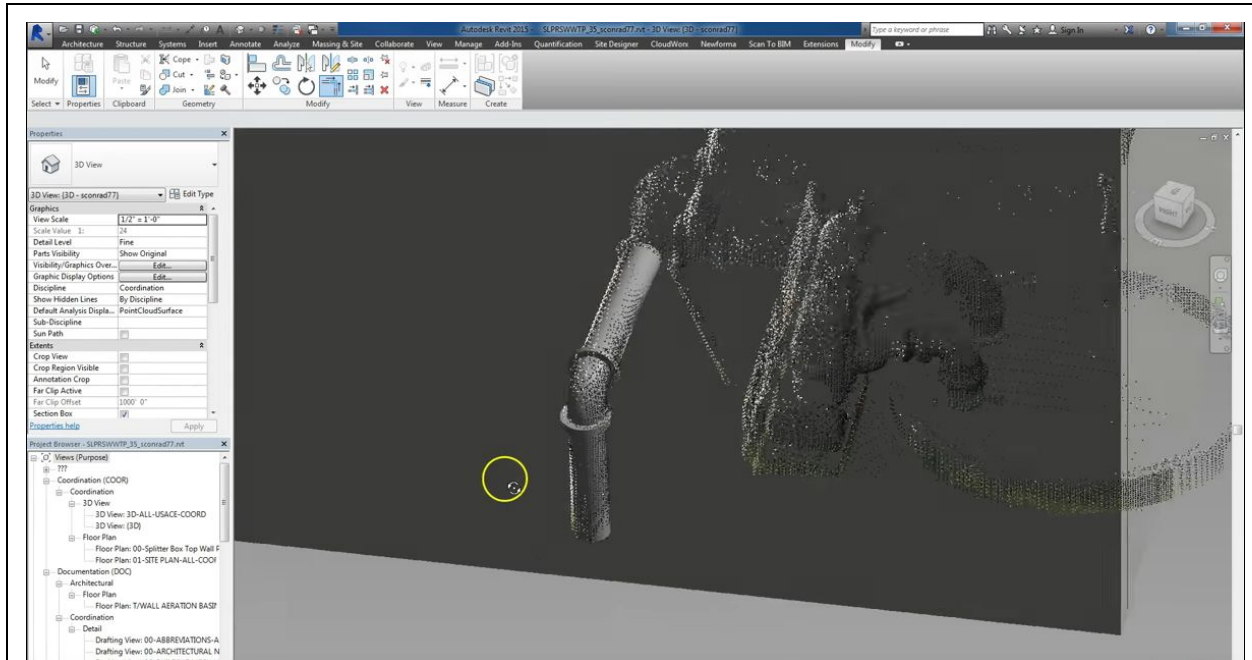 Autodesk Revit 2015 - SLPRSWWTP_35_sconrad77.rvt - 3D View: {3D - sconrad77}
Type a keyword or phrase
Sign In
Architecture Structure Systems Insert Annotate Analyze Massing & Site Collaborate View Manage Add-Ins Quantification Site Designer CloudWorx Newforma Scan To BIM Extensions Modify
Cope
Modify
Paste
Cut
Join
Select Properties Clipboard Geometry Modify View Measure Create
Properties
3D View
3D View: {3D - sconrad77} Edit Type
Graphics
View Scale 1/2" = 1'-0"
Scale Value 1: 24
Detail Level Fine
Parts Visibility Show Original
Visibility/Graphics Over... Edit...
Graphic Display Options Edit...
Discipline Coordination
Show Hidden Lines By Discipline
Default Analysis Displa... PointCloudSurface
Sub-Discipline
Sun Path
Extents
Crop View
Crop Region Visible
Annotation Crop
Far Clip Active
Far Clip Offset 1000' 0"
Section Box
Properties help Apply
Project Browser - SLPRSWWTP_35_sconrad77.rvt
Views (Purpose)
???
Coordination (COOR)
Coordination
3D View
3D View: 3D-ALL-USACE-COORD
3D View: {3D}
Floor Plan
Floor Plan: 00-Splitter Box Top Wall
Floor Plan: 01-SITE PLAN-ALL-COO
Documentation (DOC)
Architectural
Floor Plan
Floor Plan: T/WALL AERATION BASI
Coordination
Detail
Drafting View: 00-ABBREVIATIONS-A
Drafting View: 00-ARCHITECTURAL N
RIGHT